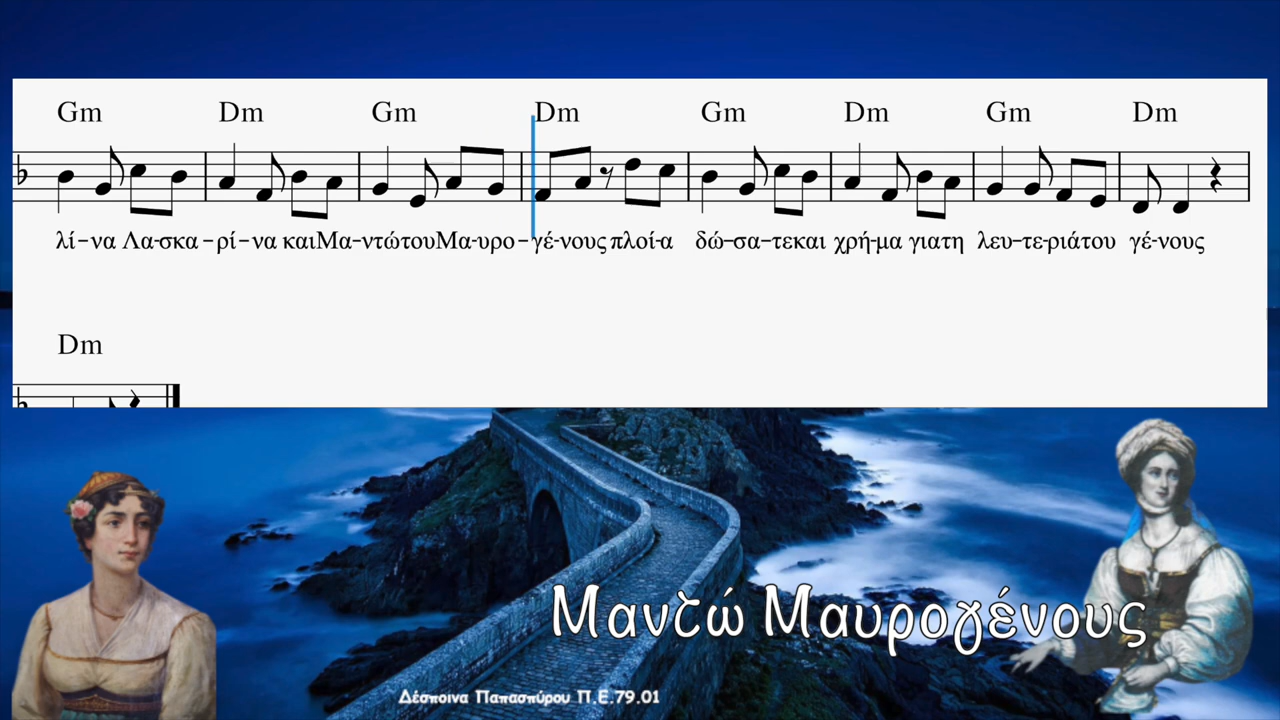 Gm Dm Gm Dm Gm Dm Gm Dm
λί-να Λα-σκα-ρί-να καιΜα-ντώτουΜα-υρο-γέ-νους πλοί-α δώ-σα-τεκαι χρή-μα γιατη λευ-τε-ριάτου γέ-νους
Dm
Μαντώ Μαυρογένους
Δέσποινα Παπασπύρου Π.Ε.79.01